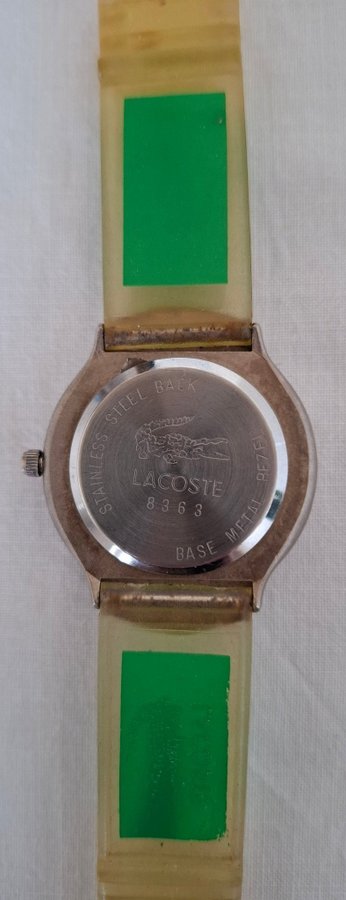 STAINLESS STEEL BACK
LACOSTE
8363
BASE METAL BEZEL